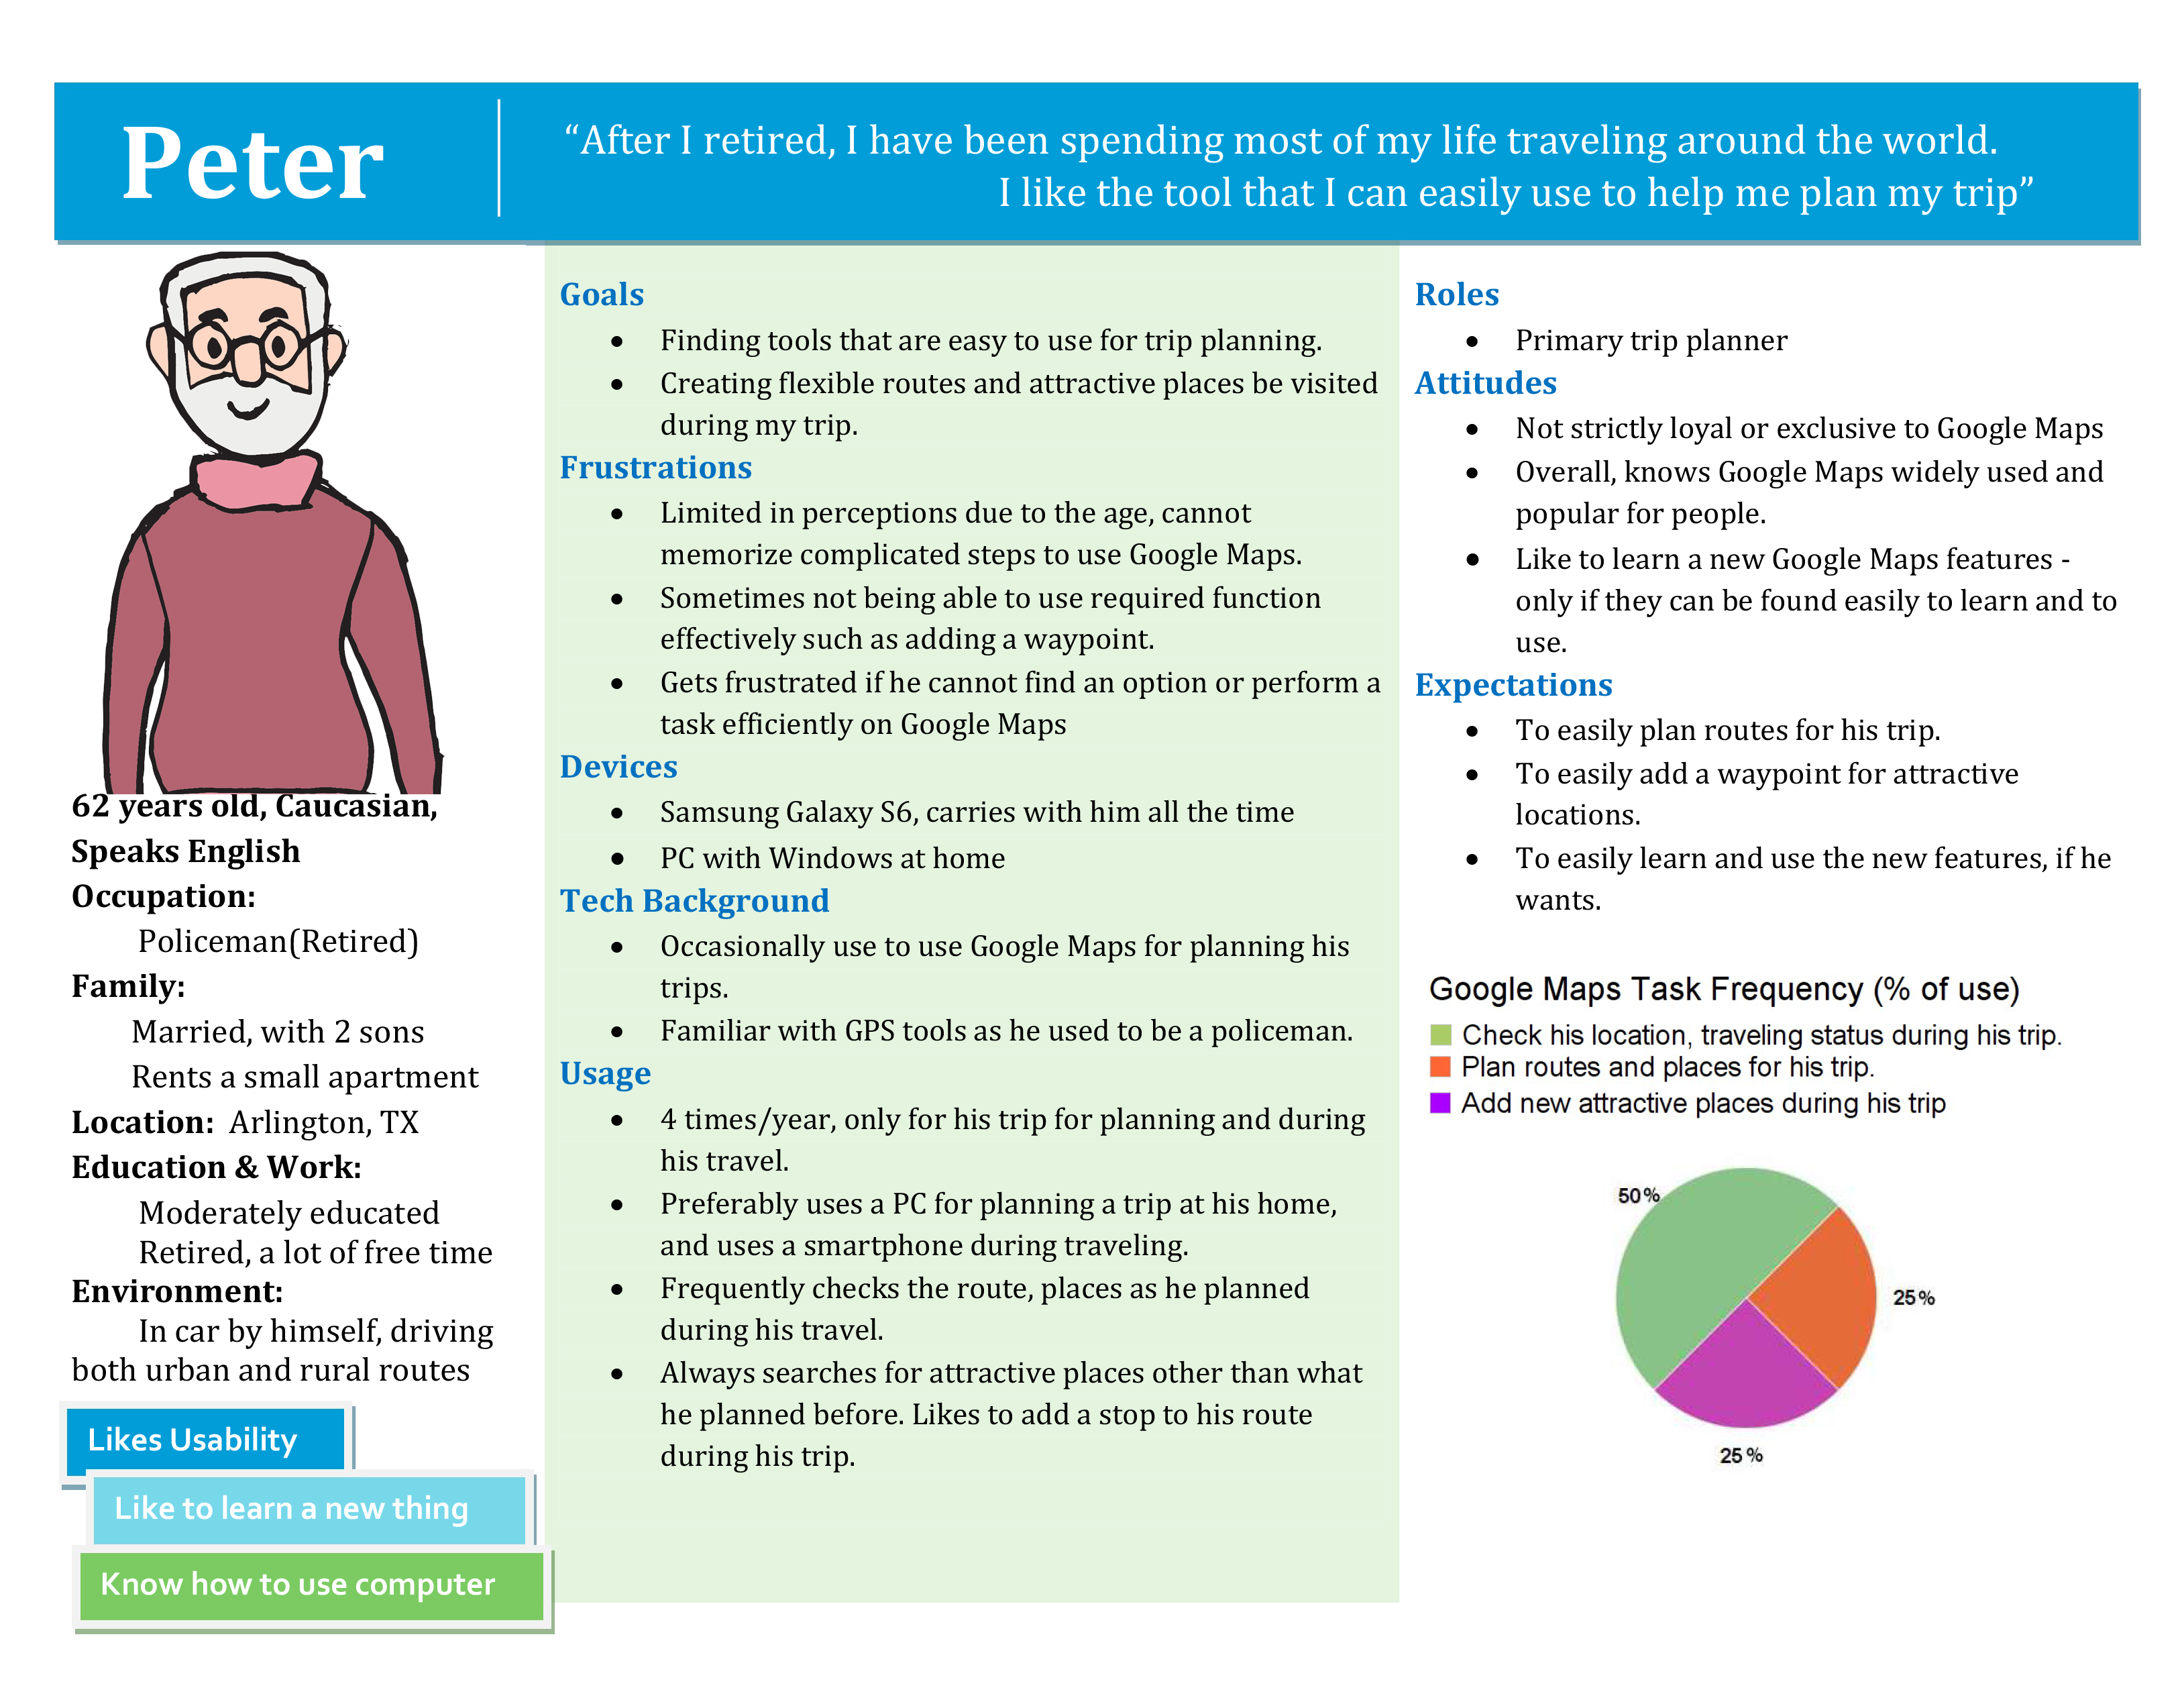 Peter
“After I retired, I have been spending most of my life traveling around the world.
I like the tool that I can easily use to help me plan my trip”
62 years old, Caucasian,
Speaks English
Occupation:
Policeman(Retired)
Family:
Married, with 2 sons
Rents a small apartment
Location: Arlington, TX
Education & Work:
Moderately educated
Retired, a lot of free time
Environment:
In car by himself, driving
both urban and rural routes
Likes Usability
Like to learn a new thing
Know how to use computer
Goals
• Finding tools that are easy to use for trip planning.
• Creating flexible routes and attractive places be visited
during my trip.
Frustrations
• Limited in perceptions due to the age, cannot
memorize complicated steps to use Google Maps.
• Sometimes not being able to use required function
effectively such as adding a waypoint.
• Gets frustrated if he cannot find an option or perform a
task efficiently on Google Maps
Devices
• Samsung Galaxy S6, carries with him all the time
• PC with Windows at home
Tech Background
• Occasionally use to use Google Maps for planning his
trips.
• Familiar with GPS tools as he used to be a policeman.
Usage
• 4 times/year, only for his trip for planning and during
his travel.
• Preferably uses a PC for planning a trip at his home,
and uses a smartphone during traveling.
• Frequently checks the route, places as he planned
during his travel.
• Always searches for attractive places other than what
he planned before. Likes to add a stop to his route
during his trip.
Roles
• Primary trip planner
Attitudes
• Not strictly loyal or exclusive to Google Maps
• Overall, knows Google Maps widely used and
popular for people.
• Like to learn a new Google Maps features -
only if they can be found easily to learn and to
use.
Expectations
• To easily plan routes for his trip.
• To easily add a waypoint for attractive
locations.
• To easily learn and use the new features, if he
wants.
Google Maps Task Frequency (% of use)
Check his location, traveling status during his trip.
Plan routes and places for his trip.
Add new attractive places during his trip
50%
25%
25%